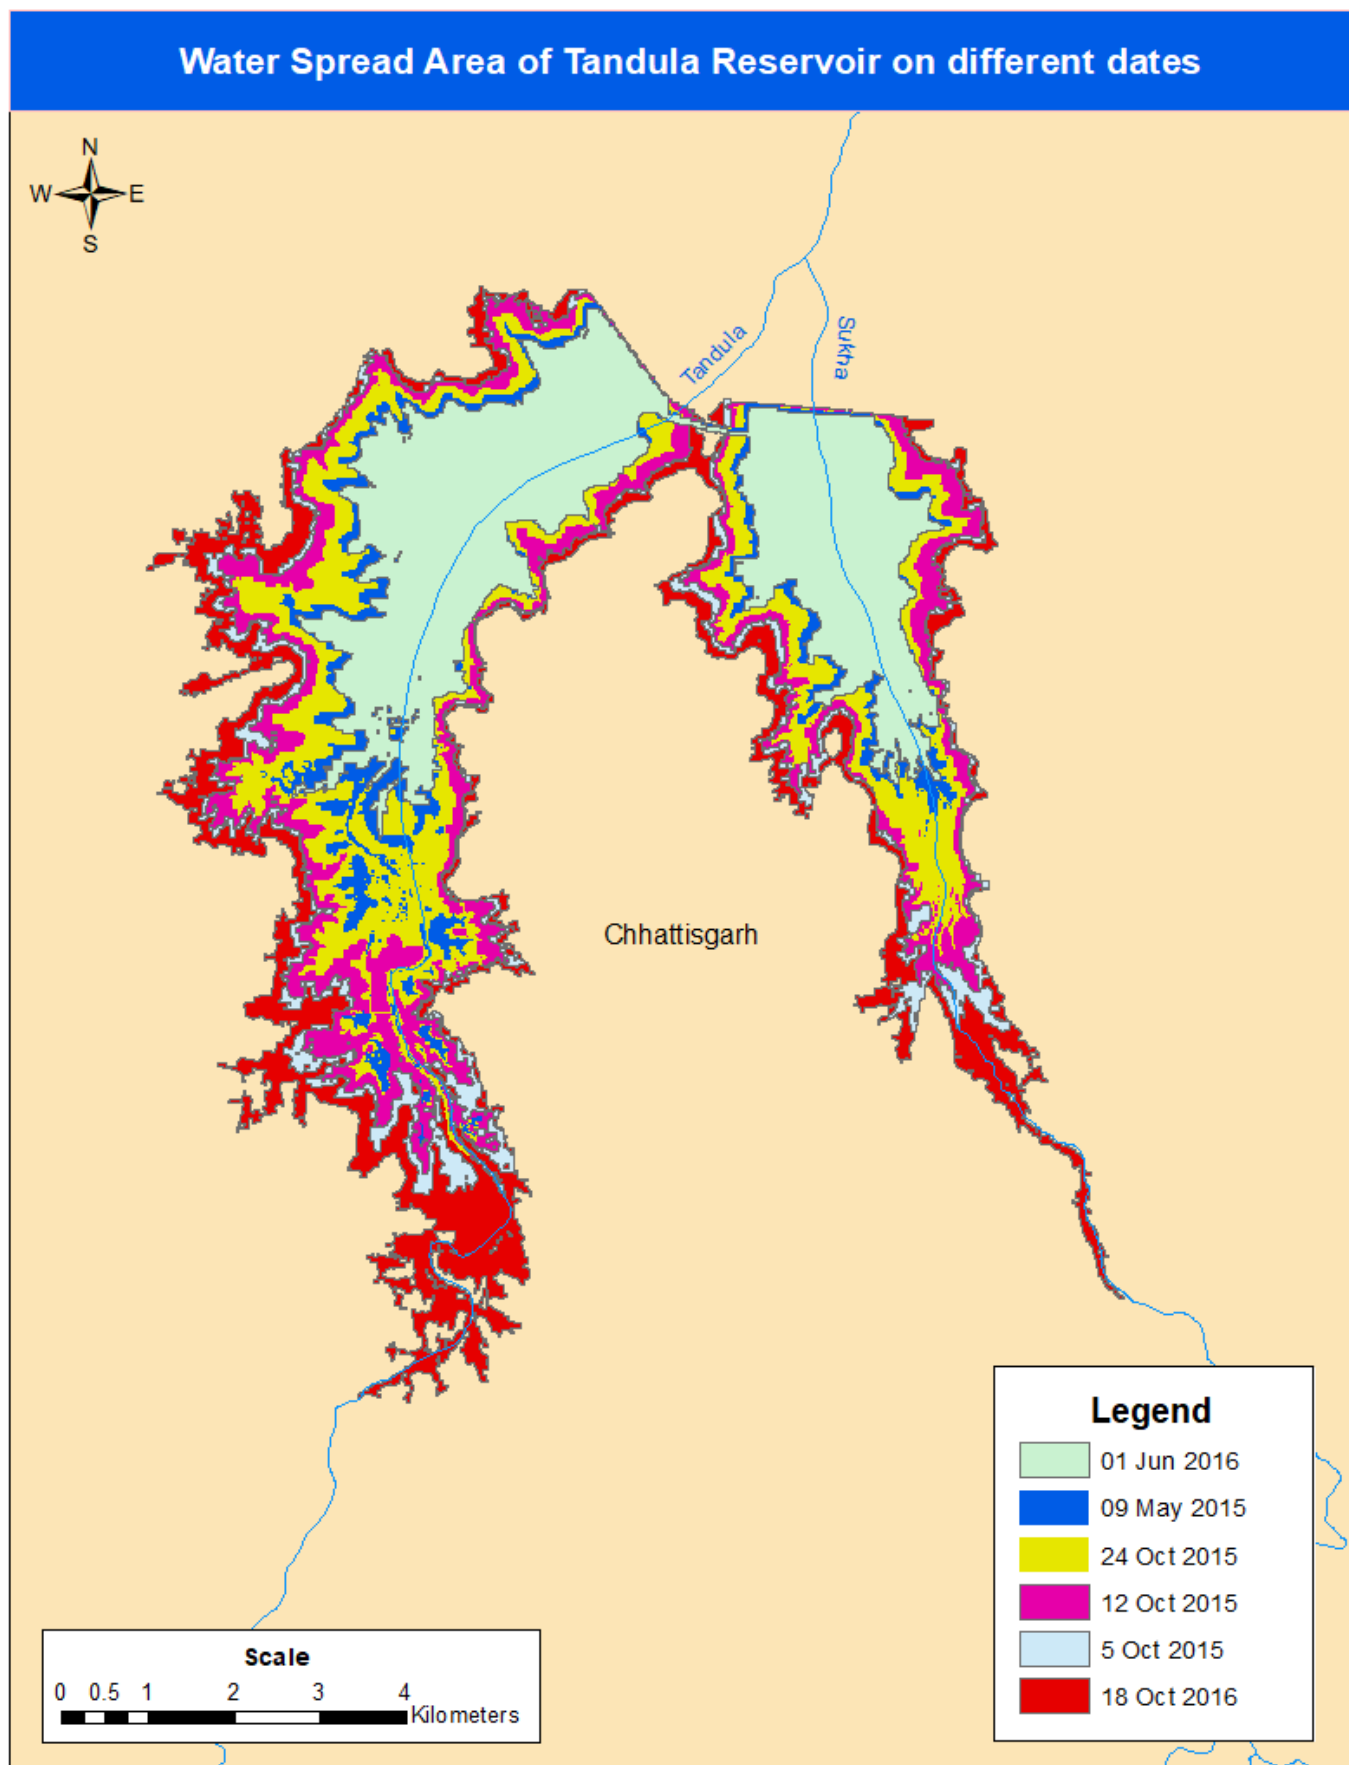 Water Spread Area of Tandula Reservoir on different dates
N
W E
S
Tandula
Sukha
Chhattisgarh
Legend
01 Jun 2016
09 May 2015
24 Oct 2015
12 Oct 2015
5 Oct 2015
18 Oct 2016
Scale
0 0.5 1 2 3 4
Kilometers